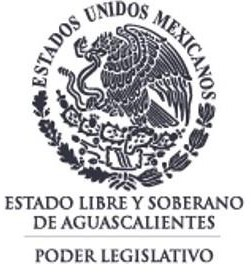 ESTADOS UNIDOS MEXICANOS
ESTADO LIBRE Y SOBERANO
DE AGUASCALIENTES
PODER LEGISLATIVO